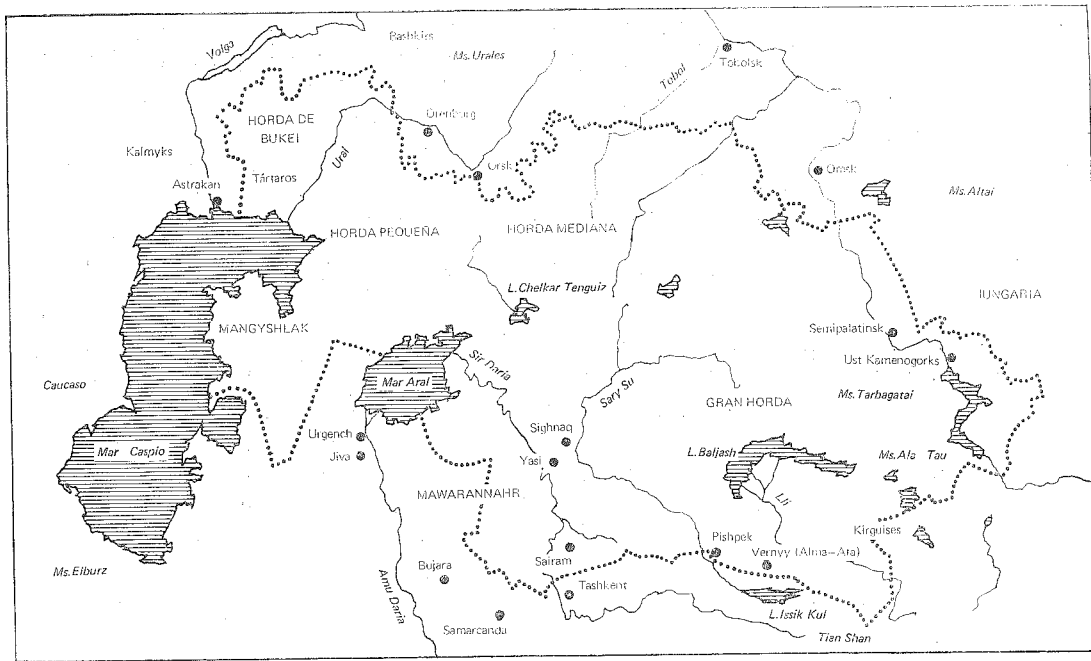 Volga
Bashkirs
Ms. Urales
Tobolsk
Tobol
HORDA DE
BUKEI
Orenburg
Ural
Kalmyks
Tártaros
Astrakan
Orsk
Omsk
Ms. Altai
HORDA PEQUEÑA
HORDA MEDIANA
L. Chelkar Tenguiz
IUNGARIA
MANGYSHLAK
Semipalatinsk
Ust Kamenogorks
Caucaso
Mar Aral
Sir Daria
Sary Su
GRAN HORDA
Ms. Tarbagatai
Urgench
Sighnaq
Mar Caspio
Jiva
Yasi
L. Baljash
Ms. Ala Tau
MAWARANNAHR
Kirguises
Pishpek
Vernvy (Alma-Ata)
Ms. Elburz
Bujara
Sairam
Amu Daria
Tashkent
Samarcanda
L. Issik Kul
Tian Shan